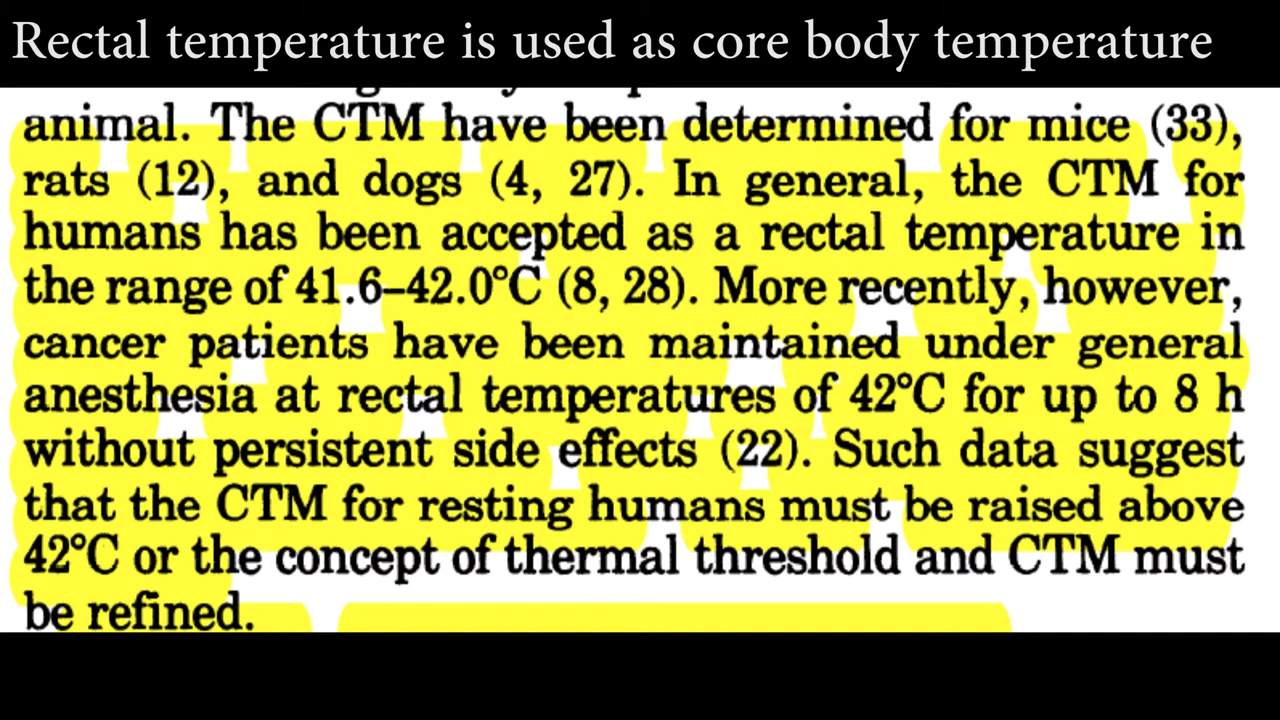 Rectal temperature is used as core body temperature
animal. The CTM have been determined for mice (33),
rats (12), and dogs (4, 27). In general, the CTM for
humans has been accepted as a rectal temperature in
the range of 41.6–42.0°C (8, 28). More recently, however,
cancer patients have been maintained under general
anesthesia at rectal temperatures of 42°C for up to 8 h
without persistent side effects (22). Such data suggest
that the CTM for resting humans must be raised above
42°C or the concept of thermal threshold and CTM must
be refined.